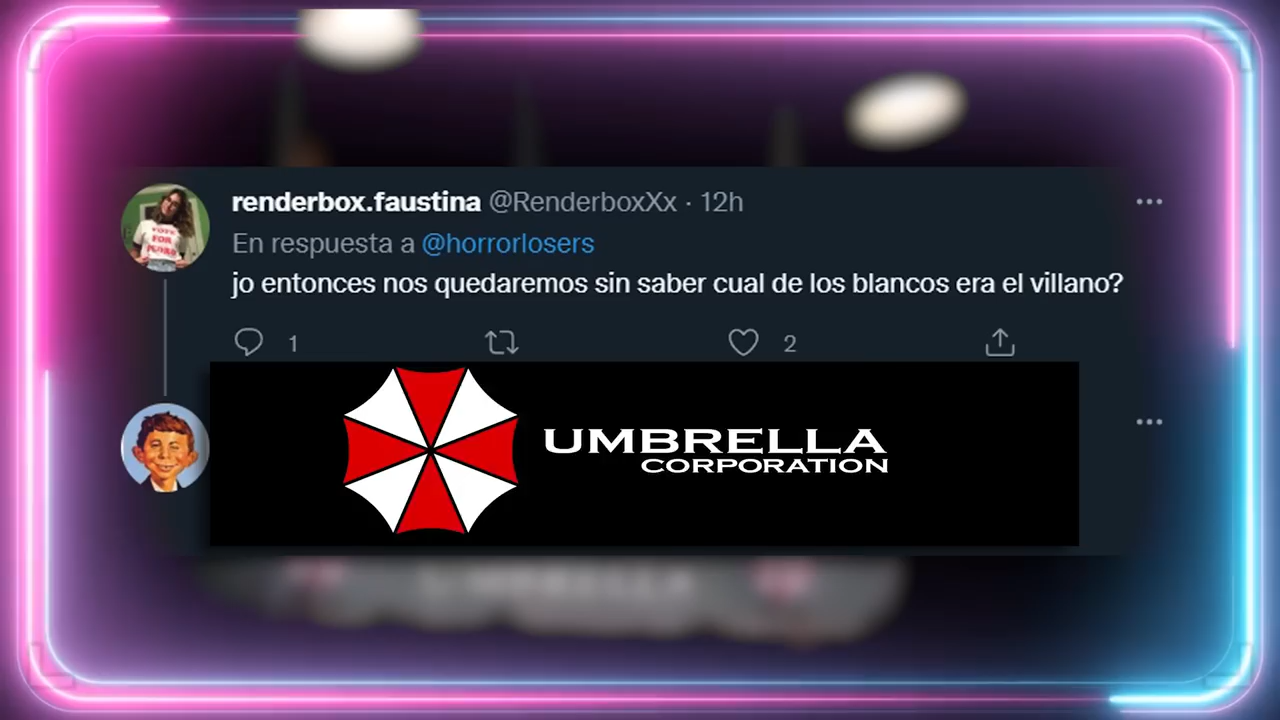 renderbox.faustina @RenderboxXx · 12h
En respuesta a @horrorlosers
jo entonces nos quedaremos sin saber cual de los blancos era el villano?
1 2
UMBRELLA
CORPORATION